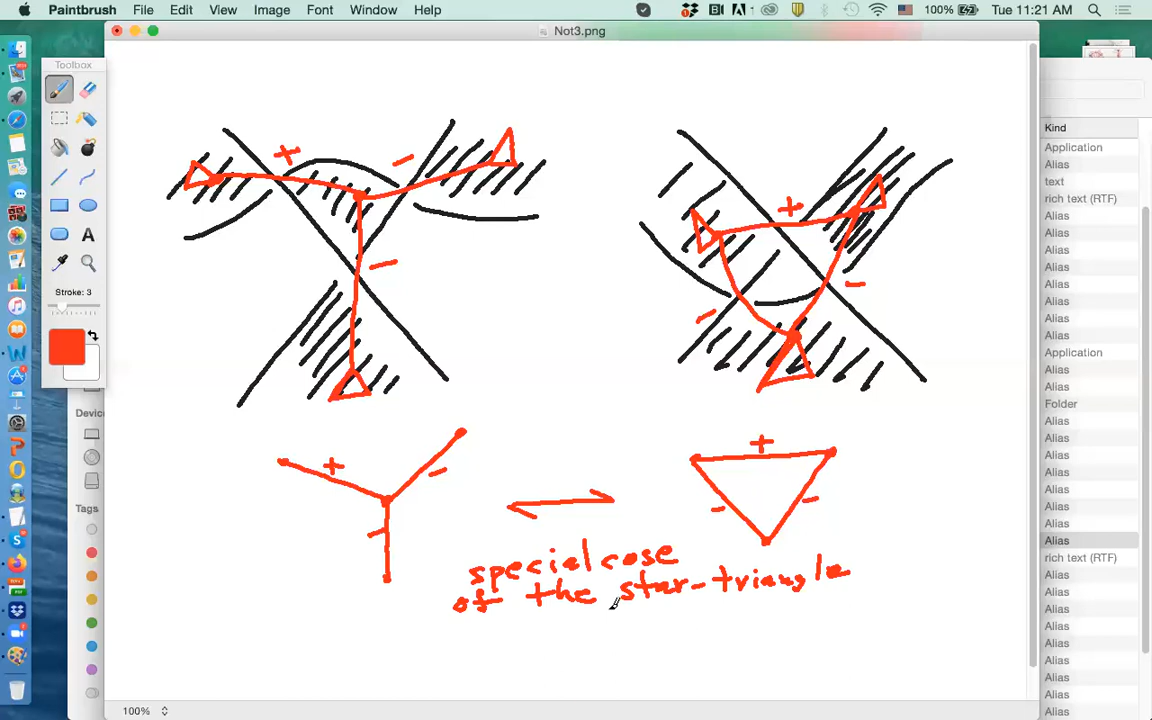 Paintbrush File Edit View Image Font Window Help
100% Tue 11:21 AM
Not3.png
Toolbox
A
Stroke: 3
Device
Tags
Kind
Application
Alias
text
rich text (RTF)
Alias
Alias
Alias
Alias
Alias
Alias
Alias
Application
Alias
Alias
Folder
Alias
Alias
Alias
Alias
Alias
Alias
Alias
Alias
rich text (RTF)
Alias
Alias
Alias
Alias
Alias
Alias
Alias
Alias
+ − −
+ − −
+ − −
+ − −
special case
of the star-triangle
100%